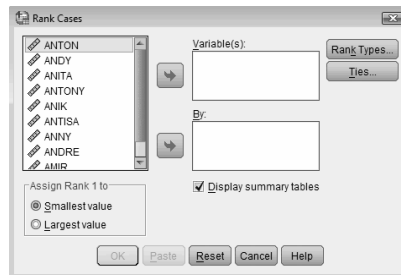 Rank Cases
ANTON
ANDY
ANITA
ANTONY
ANIK
ANTISA
ANNY
ANDRE
AMIR
Variable(s):
By:
Rank Types...
Ties...
Assign Rank 1 to
Smallest value
Largest value
Display summary tables
OK Paste Reset Cancel Help